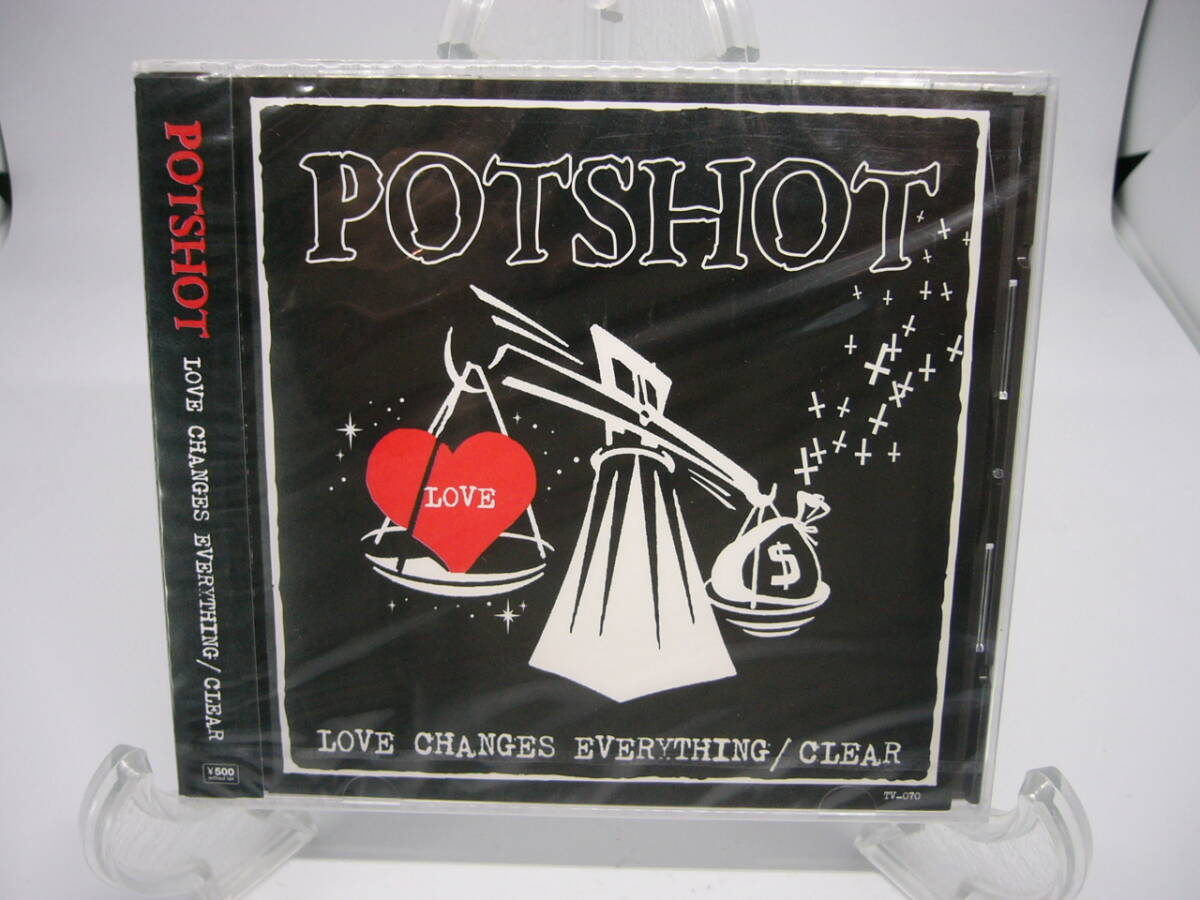 POTSHOT
LOVE CHANGES EVERYTHING/CLEAR
¥500
POTSHOT
LOVE
$
LOVE CHANGES EVERYTHING/CLEAR
TV-070